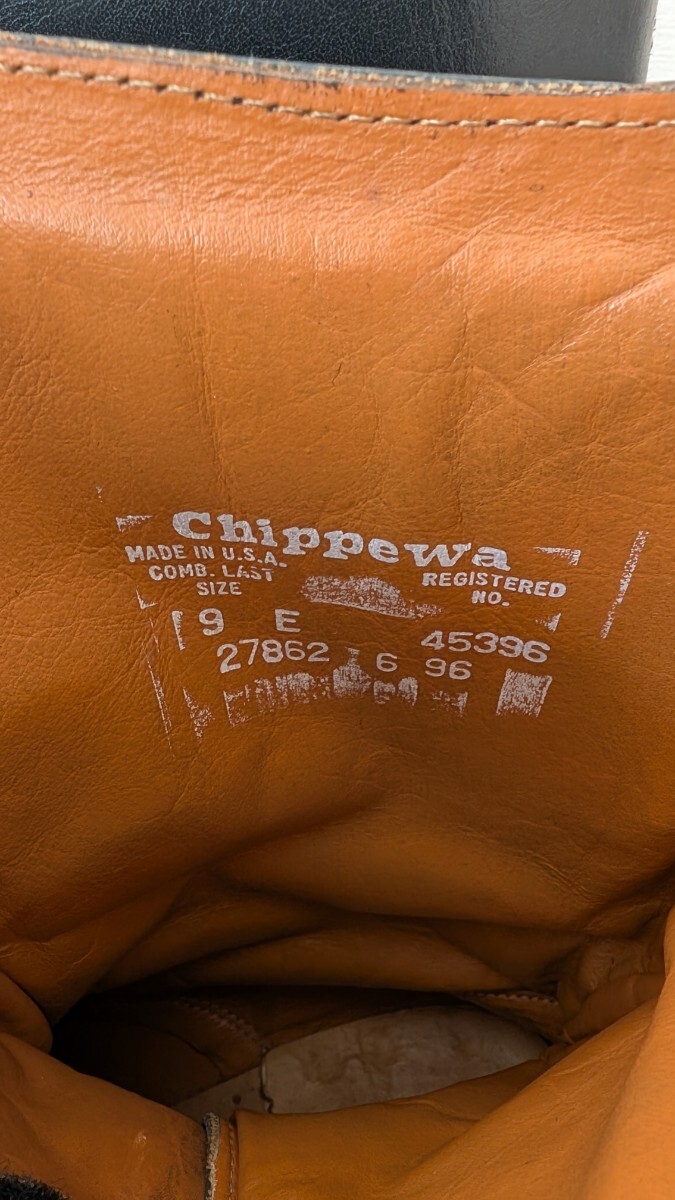 Chippewa
MADE IN U.S.A.
COMB. LAST
SIZE
REGISTERED
NO.
9 E
45396
27862 6 96